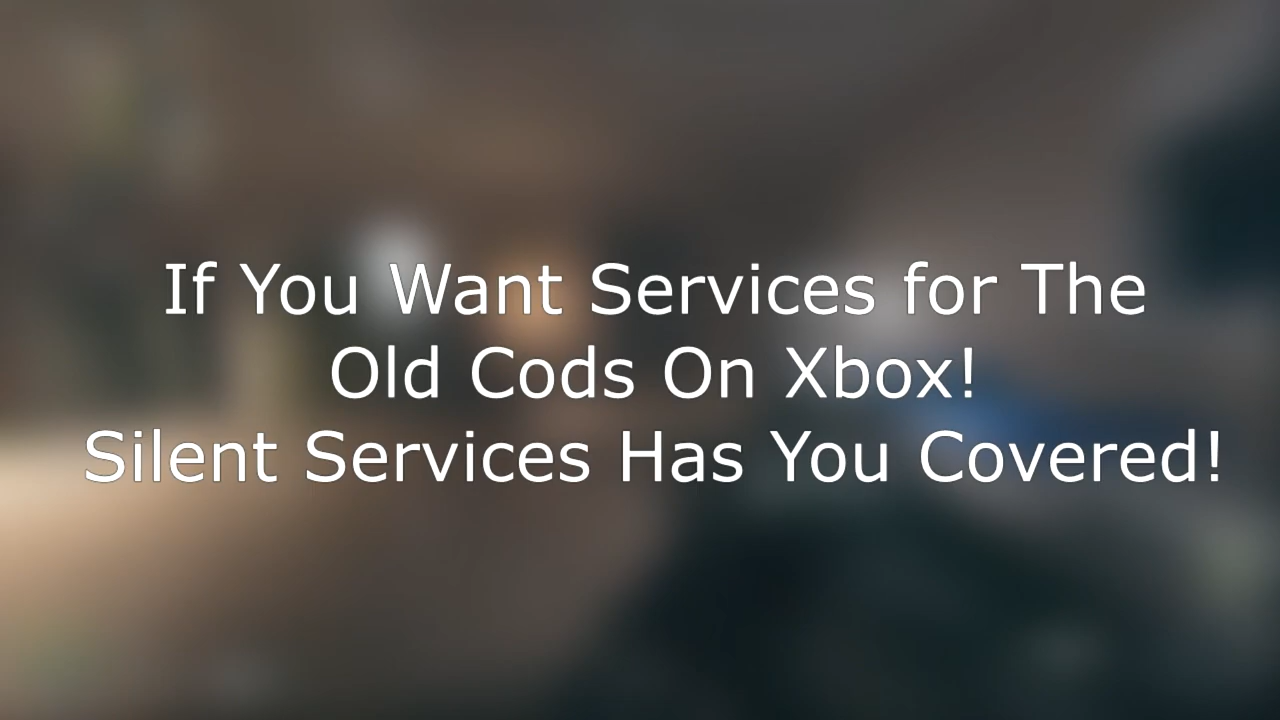 If You Want Services for The
Old Cods On Xbox!
Silent Services Has You Covered!